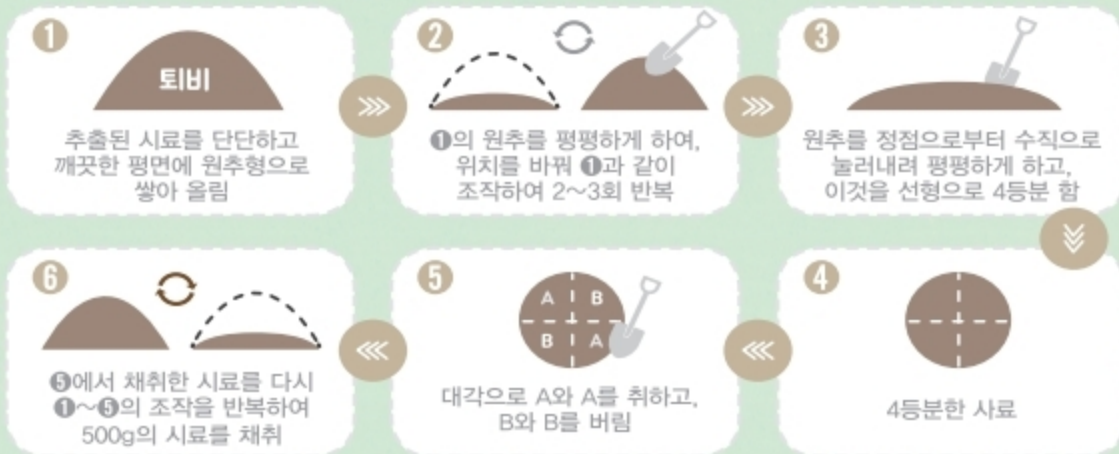 1
퇴비
추출된 시료를 단단하고
깨끗한 평면에 원추형으로
쌓아 올림
2
❶의 원추를 평평하게 하여,
위치를 바꿔 ❶과 같이
조작하여 2~3회 반복
3
원추를 정점으로부터 수직으로
눌러내려 평평하게 하고,
이것을 선형으로 4등분 함
4
4등분한 사료
5
A B
B A
대각으로 A와 A를 취하고,
B와 B를 버림
6
❺에서 채취한 시료를 다시
❶~❺의 조작을 반복하여
500g의 시료를 채취